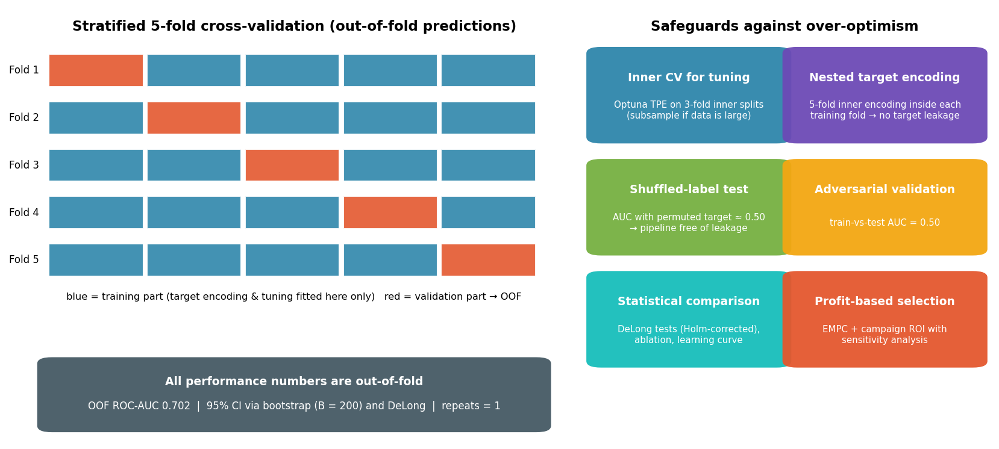 Stratified 5-fold cross-validation (out-of-fold predictions)
Fold 1
Fold 2
Fold 3
Fold 4
Fold 5
blue = training part (target encoding & tuning fitted here only)   red = validation part → OOF
All performance numbers are out-of-fold
OOF ROC-AUC 0.702  |  95% CI via bootstrap (B = 200) and DeLong  |  repeats = 1
Safeguards against over-optimism
Inner CV for tuning
Optuna TPE on 3-fold inner splits
(subsample if data is large)
Nested target encoding
5-fold inner encoding inside each
training fold → no target leakage
Shuffled-label test
AUC with permuted target ≈ 0.50
→ pipeline free of leakage
Adversarial validation
train-vs-test AUC = 0.50
Statistical comparison
DeLong tests (Holm-corrected),
ablation, learning curve
Profit-based selection
EMPC + campaign ROI with
sensitivity analysis